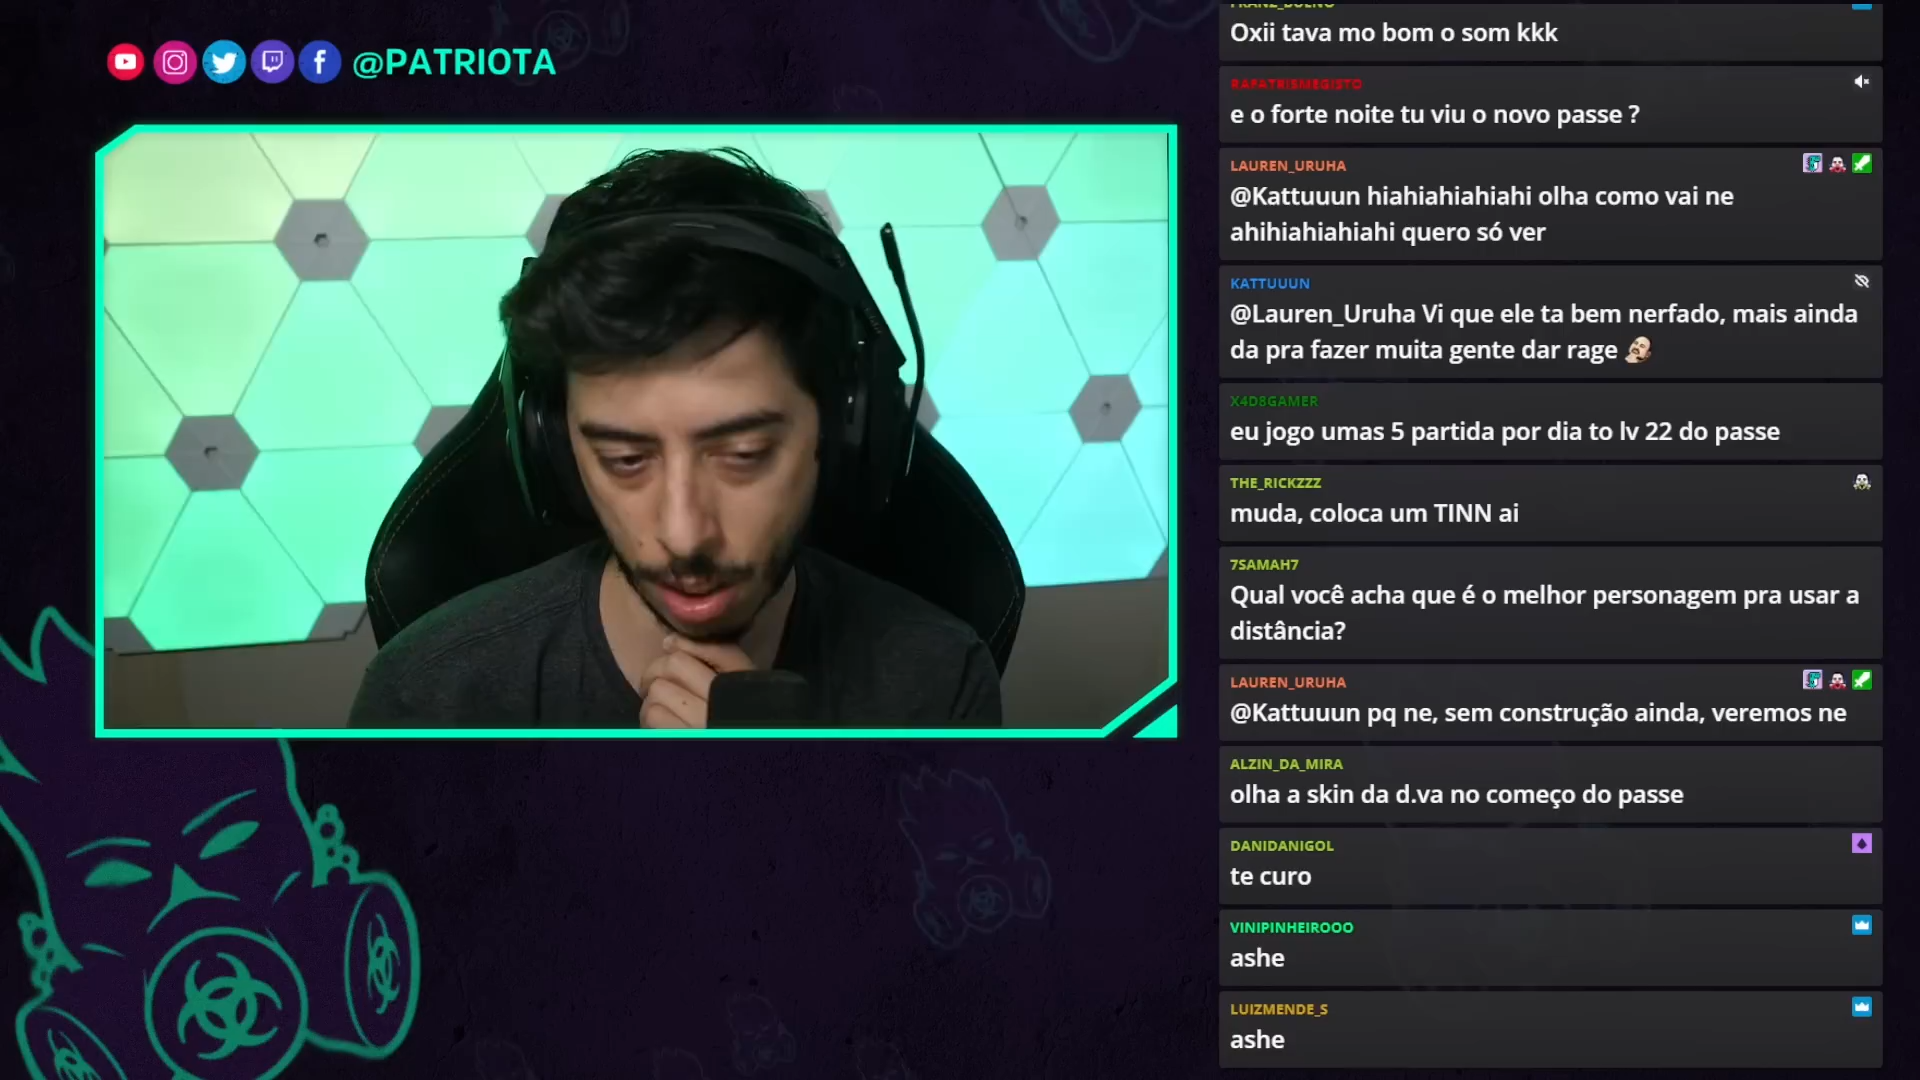 @PATRIOTA
FRANZ_BUENO
Oxii tava mo bom o som kkk
RAFATRISMEGISTO
e o forte noite tu viu o novo passe ?
LAUREN_URUHA
@Kattuuun hiahiahiahiahi olha como vai ne
ahihiahiahiahi quero só ver
KATTUUUN
@Lauren_Uruha Vi que ele ta bem nerfado, mais ainda
da pra fazer muita gente dar rage
X4D8GAMER
eu jogo umas 5 partida por dia to lv 22 do passe
THE_RICKZZZ
muda, coloca um TINN ai
7SAMAH7
Qual você acha que é o melhor personagem pra usar a
distância?
LAUREN_URUHA
@Kattuuun pq ne, sem construção ainda, veremos ne
ALZIN_DA_MIRA
olha a skin da d.va no começo do passe
DANIDANIGOL
te curo
VINIPINHEIROOO
ashe
LUIZMENDE_S
ashe